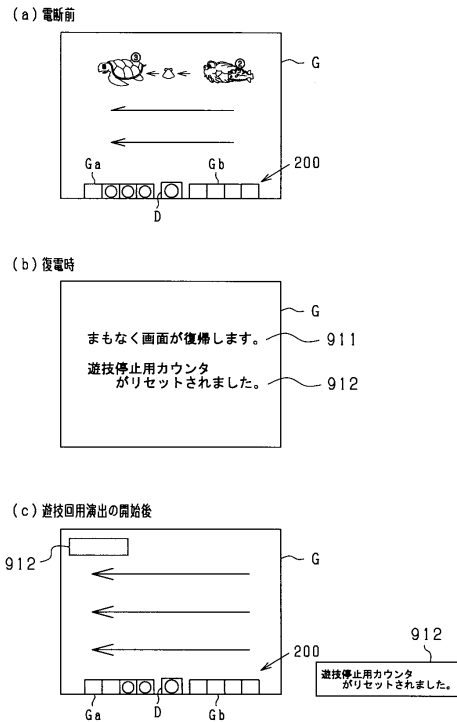 (a)電断前
③
②
G
Ga
Gb
200
D
(b)復電時
G
まもなく画面が復帰します。
911
遊技停止用カウンタ
がリセットされました。
912
(c)遊技回用演出の開始後
912
G
200
Ga
D
Gb
912
遊技停止用カウンタ
がリセットされました。